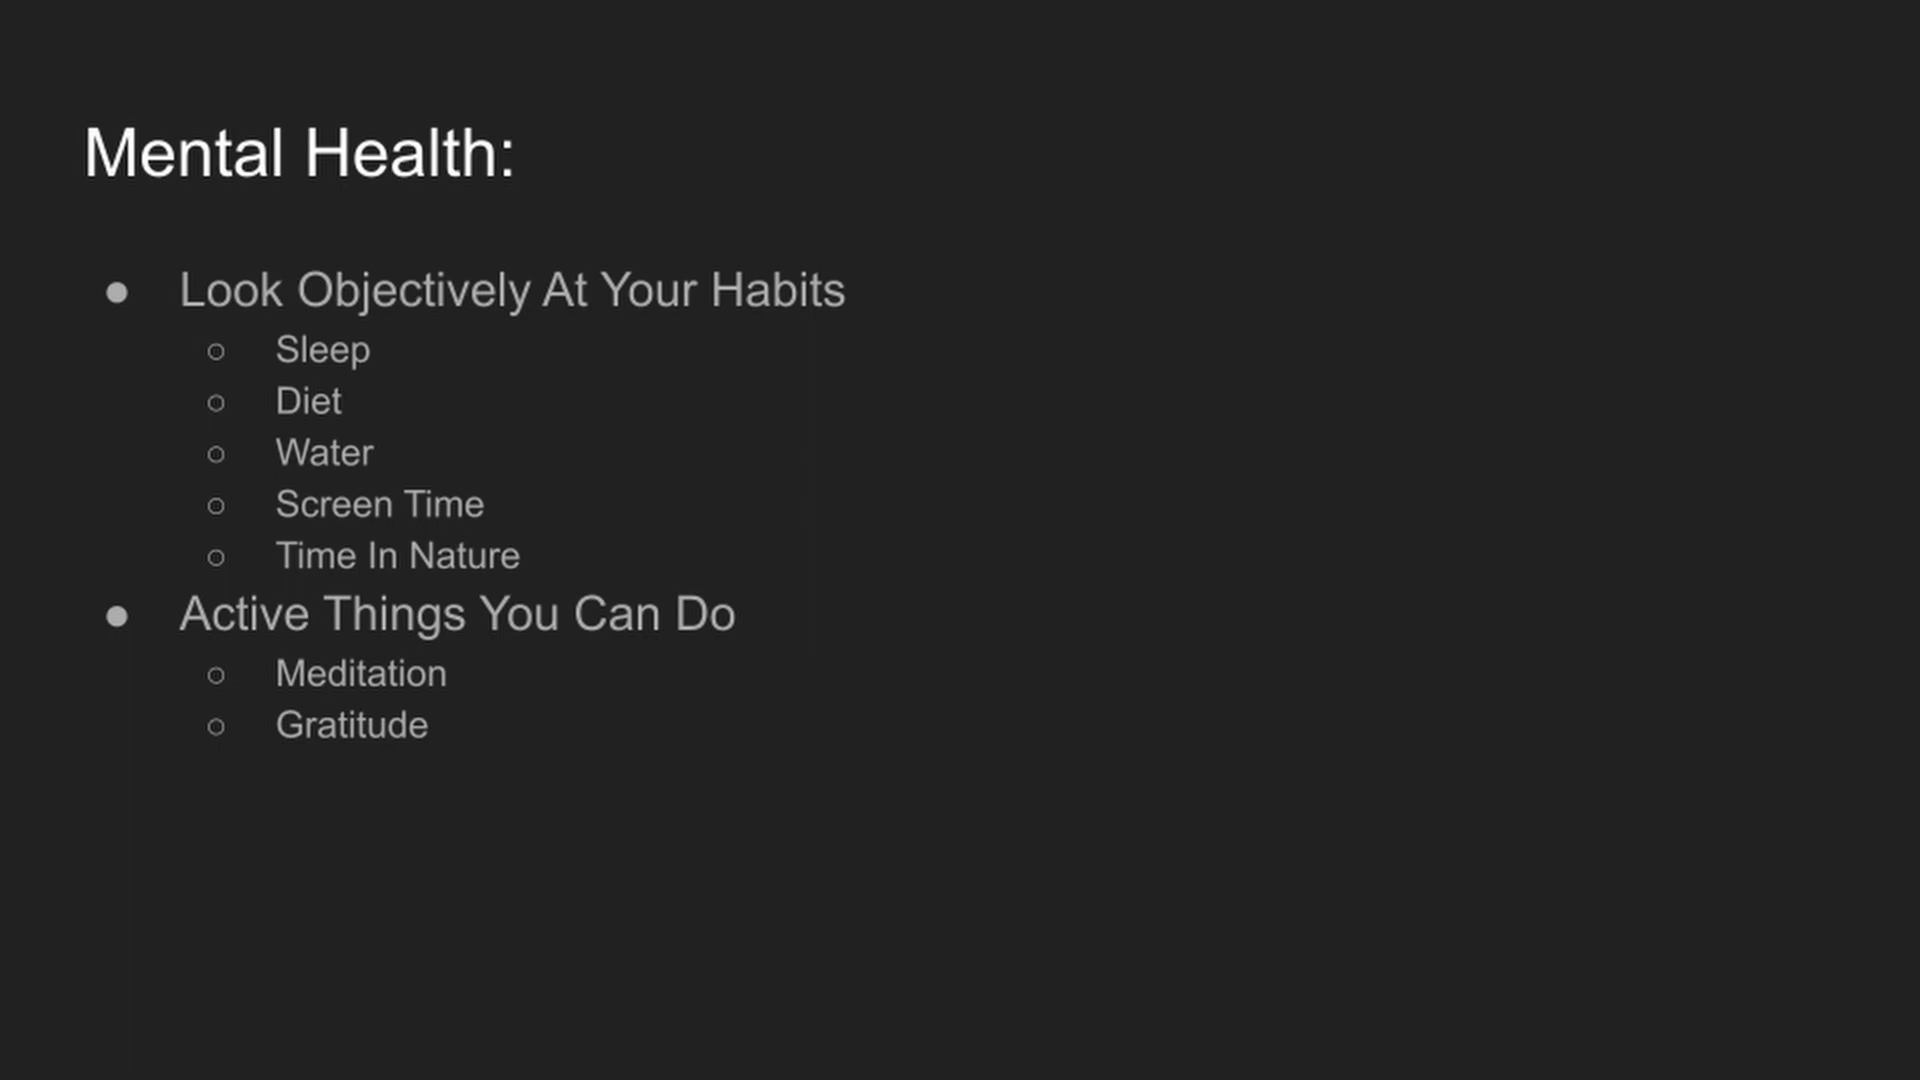 Mental Health:
● Look Objectively At Your Habits
○ Sleep
○ Diet
○ Water
○ Screen Time
○ Time In Nature
● Active Things You Can Do
○ Meditation
○ Gratitude